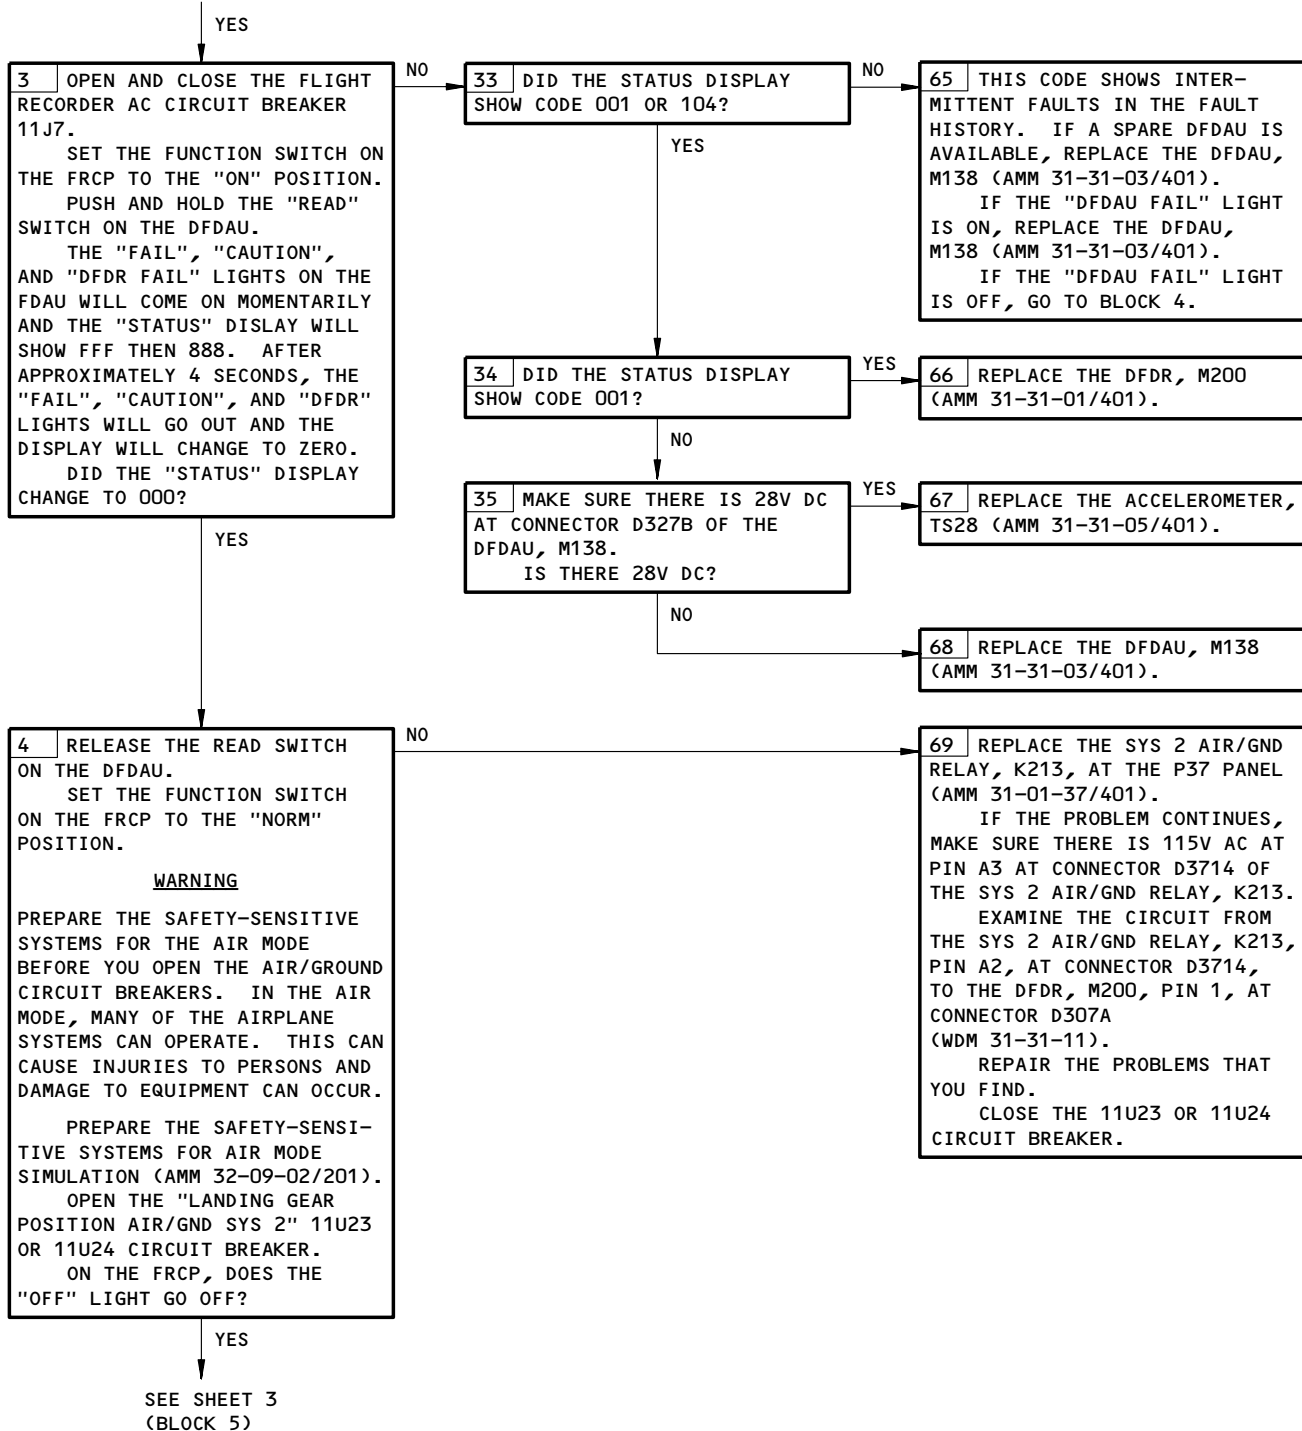 YES
3 OPEN AND CLOSE THE FLIGHT
RECORDER AC CIRCUIT BREAKER
11J7.
SET THE FUNCTION SWITCH ON
THE FRCP TO THE "ON" POSITION.
PUSH AND HOLD THE "READ"
SWITCH ON THE DFDAU.
THE "FAIL", "CAUTION",
AND "DFDR FAIL" LIGHTS ON THE
FDAU WILL COME ON MOMENTARILY
AND THE "STATUS" DISLAY WILL
SHOW FFF THEN 888. AFTER
APPROXIMATELY 4 SECONDS, THE
"FAIL", "CAUTION", AND "DFDR"
LIGHTS WILL GO OUT AND THE
DISPLAY WILL CHANGE TO ZERO.
DID THE "STATUS" DISPLAY
CHANGE TO 000?
NO
33 DID THE STATUS DISPLAY
SHOW CODE 001 OR 104?
NO
65 THIS CODE SHOWS INTER-
MITTENT FAULTS IN THE FAULT
HISTORY. IF A SPARE DFDAU IS
AVAILABLE, REPLACE THE DFDAU,
M138 (AMM 31-31-03/401).
IF THE "DFDAU FAIL" LIGHT
IS ON, REPLACE THE DFDAU,
M138 (AMM 31-31-03/401).
IF THE "DFDAU FAIL" LIGHT
IS OFF, GO TO BLOCK 4.
YES
34 DID THE STATUS DISPLAY
SHOW CODE 001?
YES
66 REPLACE THE DFDR, M200
(AMM 31-31-01/401).
NO
35 MAKE SURE THERE IS 28V DC
AT CONNECTOR D327B OF THE
DFDAU, M138.
IS THERE 28V DC?
YES
67 REPLACE THE ACCELEROMETER,
TS28 (AMM 31-31-05/401).
NO
68 REPLACE THE DFDAU, M138
(AMM 31-31-03/401).
YES
4 RELEASE THE READ SWITCH
ON THE DFDAU.
SET THE FUNCTION SWITCH
ON THE FRCP TO THE "NORM"
POSITION.
WARNING
PREPARE THE SAFETY-SENSITIVE
SYSTEMS FOR THE AIR MODE
BEFORE YOU OPEN THE AIR/GROUND
CIRCUIT BREAKERS. IN THE AIR
MODE, MANY OF THE AIRPLANE
SYSTEMS CAN OPERATE. THIS CAN
CAUSE INJURIES TO PERSONS AND
DAMAGE TO EQUIPMENT CAN OCCUR.
PREPARE THE SAFETY-SENSI-
TIVE SYSTEMS FOR AIR MODE
SIMULATION (AMM 32-09-02/201).
OPEN THE "LANDING GEAR
POSITION AIR/GND SYS 2" 11U23
OR 11U24 CIRCUIT BREAKER.
ON THE FRCP, DOES THE
"OFF" LIGHT GO OFF?
NO
69 REPLACE THE SYS 2 AIR/GND
RELAY, K213, AT THE P37 PANEL
(AMM 31-01-37/401).
IF THE PROBLEM CONTINUES,
MAKE SURE THERE IS 115V AC AT
PIN A3 AT CONNECTOR D3714 OF
THE SYS 2 AIR/GND RELAY, K213.
EXAMINE THE CIRCUIT FROM
THE SYS 2 AIR/GND RELAY, K213,
PIN A2, AT CONNECTOR D3714,
TO THE DFDR, M200, PIN 1, AT
CONNECTOR D307A
(WDM 31-31-11).
REPAIR THE PROBLEMS THAT
YOU FIND.
CLOSE THE 11U23 OR 11U24
CIRCUIT BREAKER.
YES
SEE SHEET 3
(BLOCK 5)